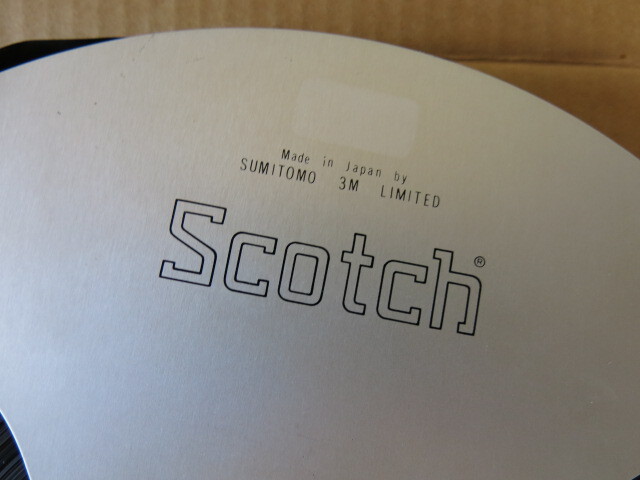 Made in Japan by
SUMITOMO 3M LIMITED
Scotch®